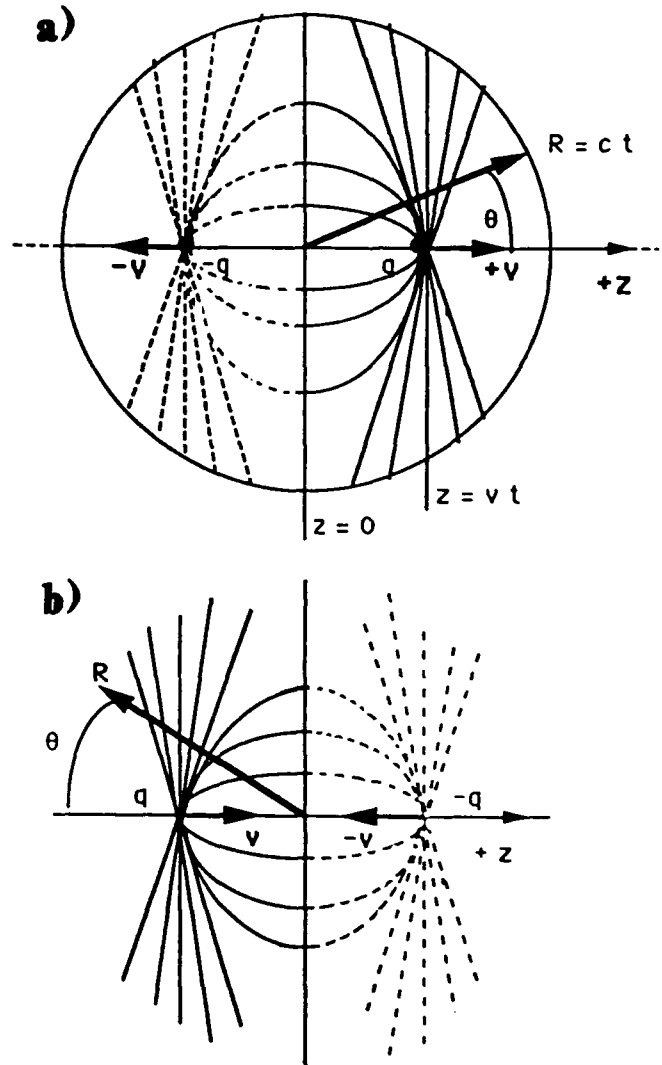 a)
R = c t
θ
-v
-q
q
+v
+z
z = v t
z = 0
b)
R
θ
q
-q
v
-v
+ z